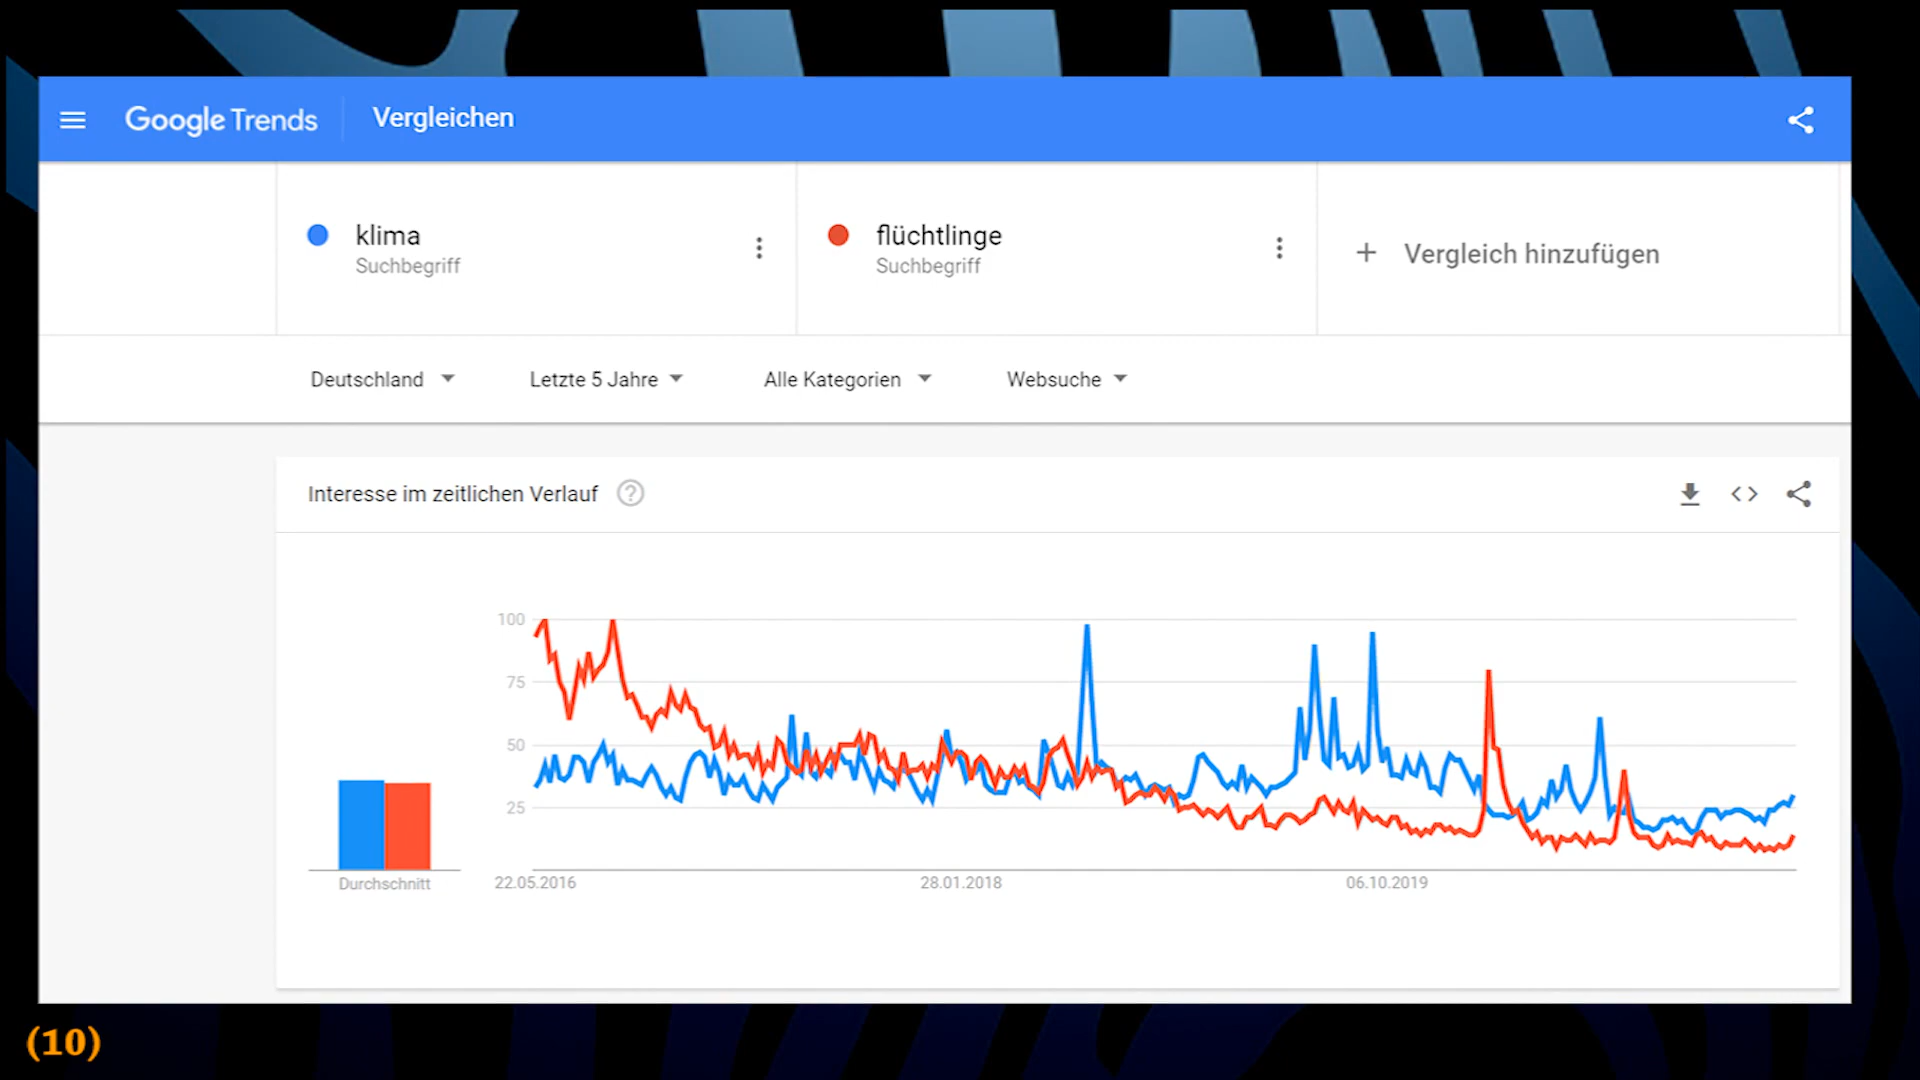 Google Trends Vergleichen
klima
Suchbegriff
flüchtlinge
Suchbegriff
+ Vergleich hinzufügen
Deutschland Letzte 5 Jahre Alle Kategorien Websuche
Interesse im zeitlichen Verlauf ?
100
75
50
25
Durchschnitt 22.05.2016 28.01.2018 06.10.2019
(10)